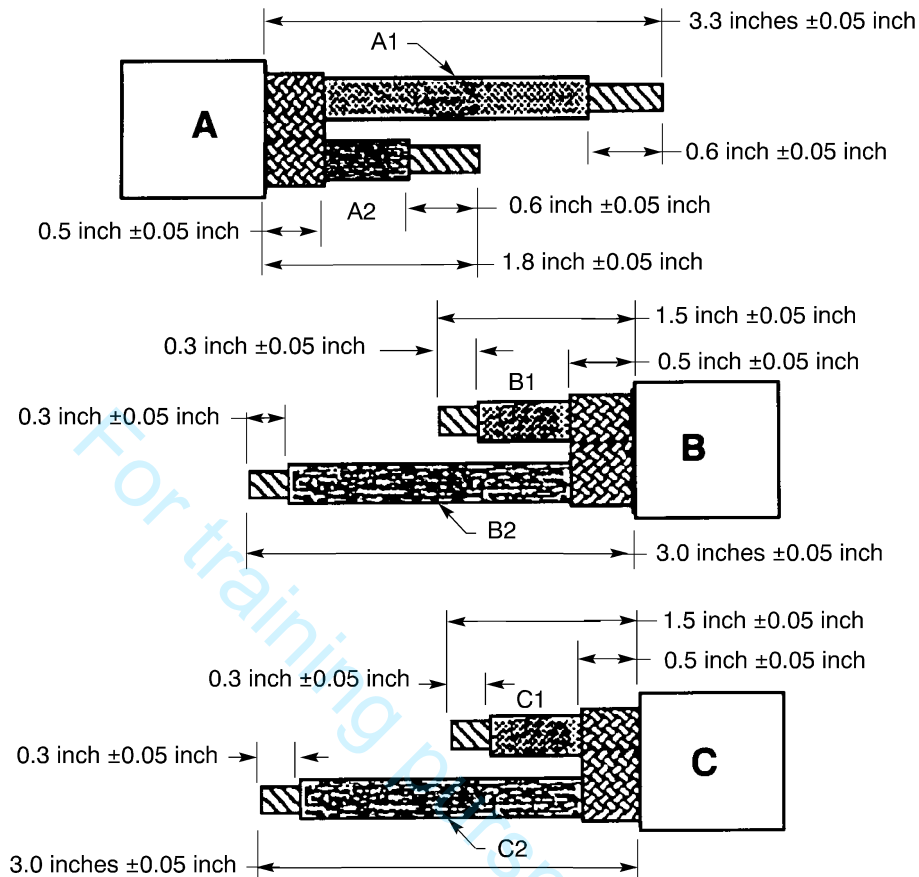 3.3 inches ±0.05 inch
A1
A
0.6 inch ±0.05 inch
A2
0.6 inch ±0.05 inch
0.5 inch ±0.05 inch
1.8 inch ±0.05 inch
1.5 inch ±0.05 inch
0.3 inch ±0.05 inch
0.5 inch ±0.05 inch
B1
0.3 inch ±0.05 inch
B
B2
3.0 inches ±0.05 inch
1.5 inch ±0.05 inch
0.5 inch ±0.05 inch
0.3 inch ±0.05 inch
C1
0.3 inch ±0.05 inch
C
C2
3.0 inches ±0.05 inch
For training